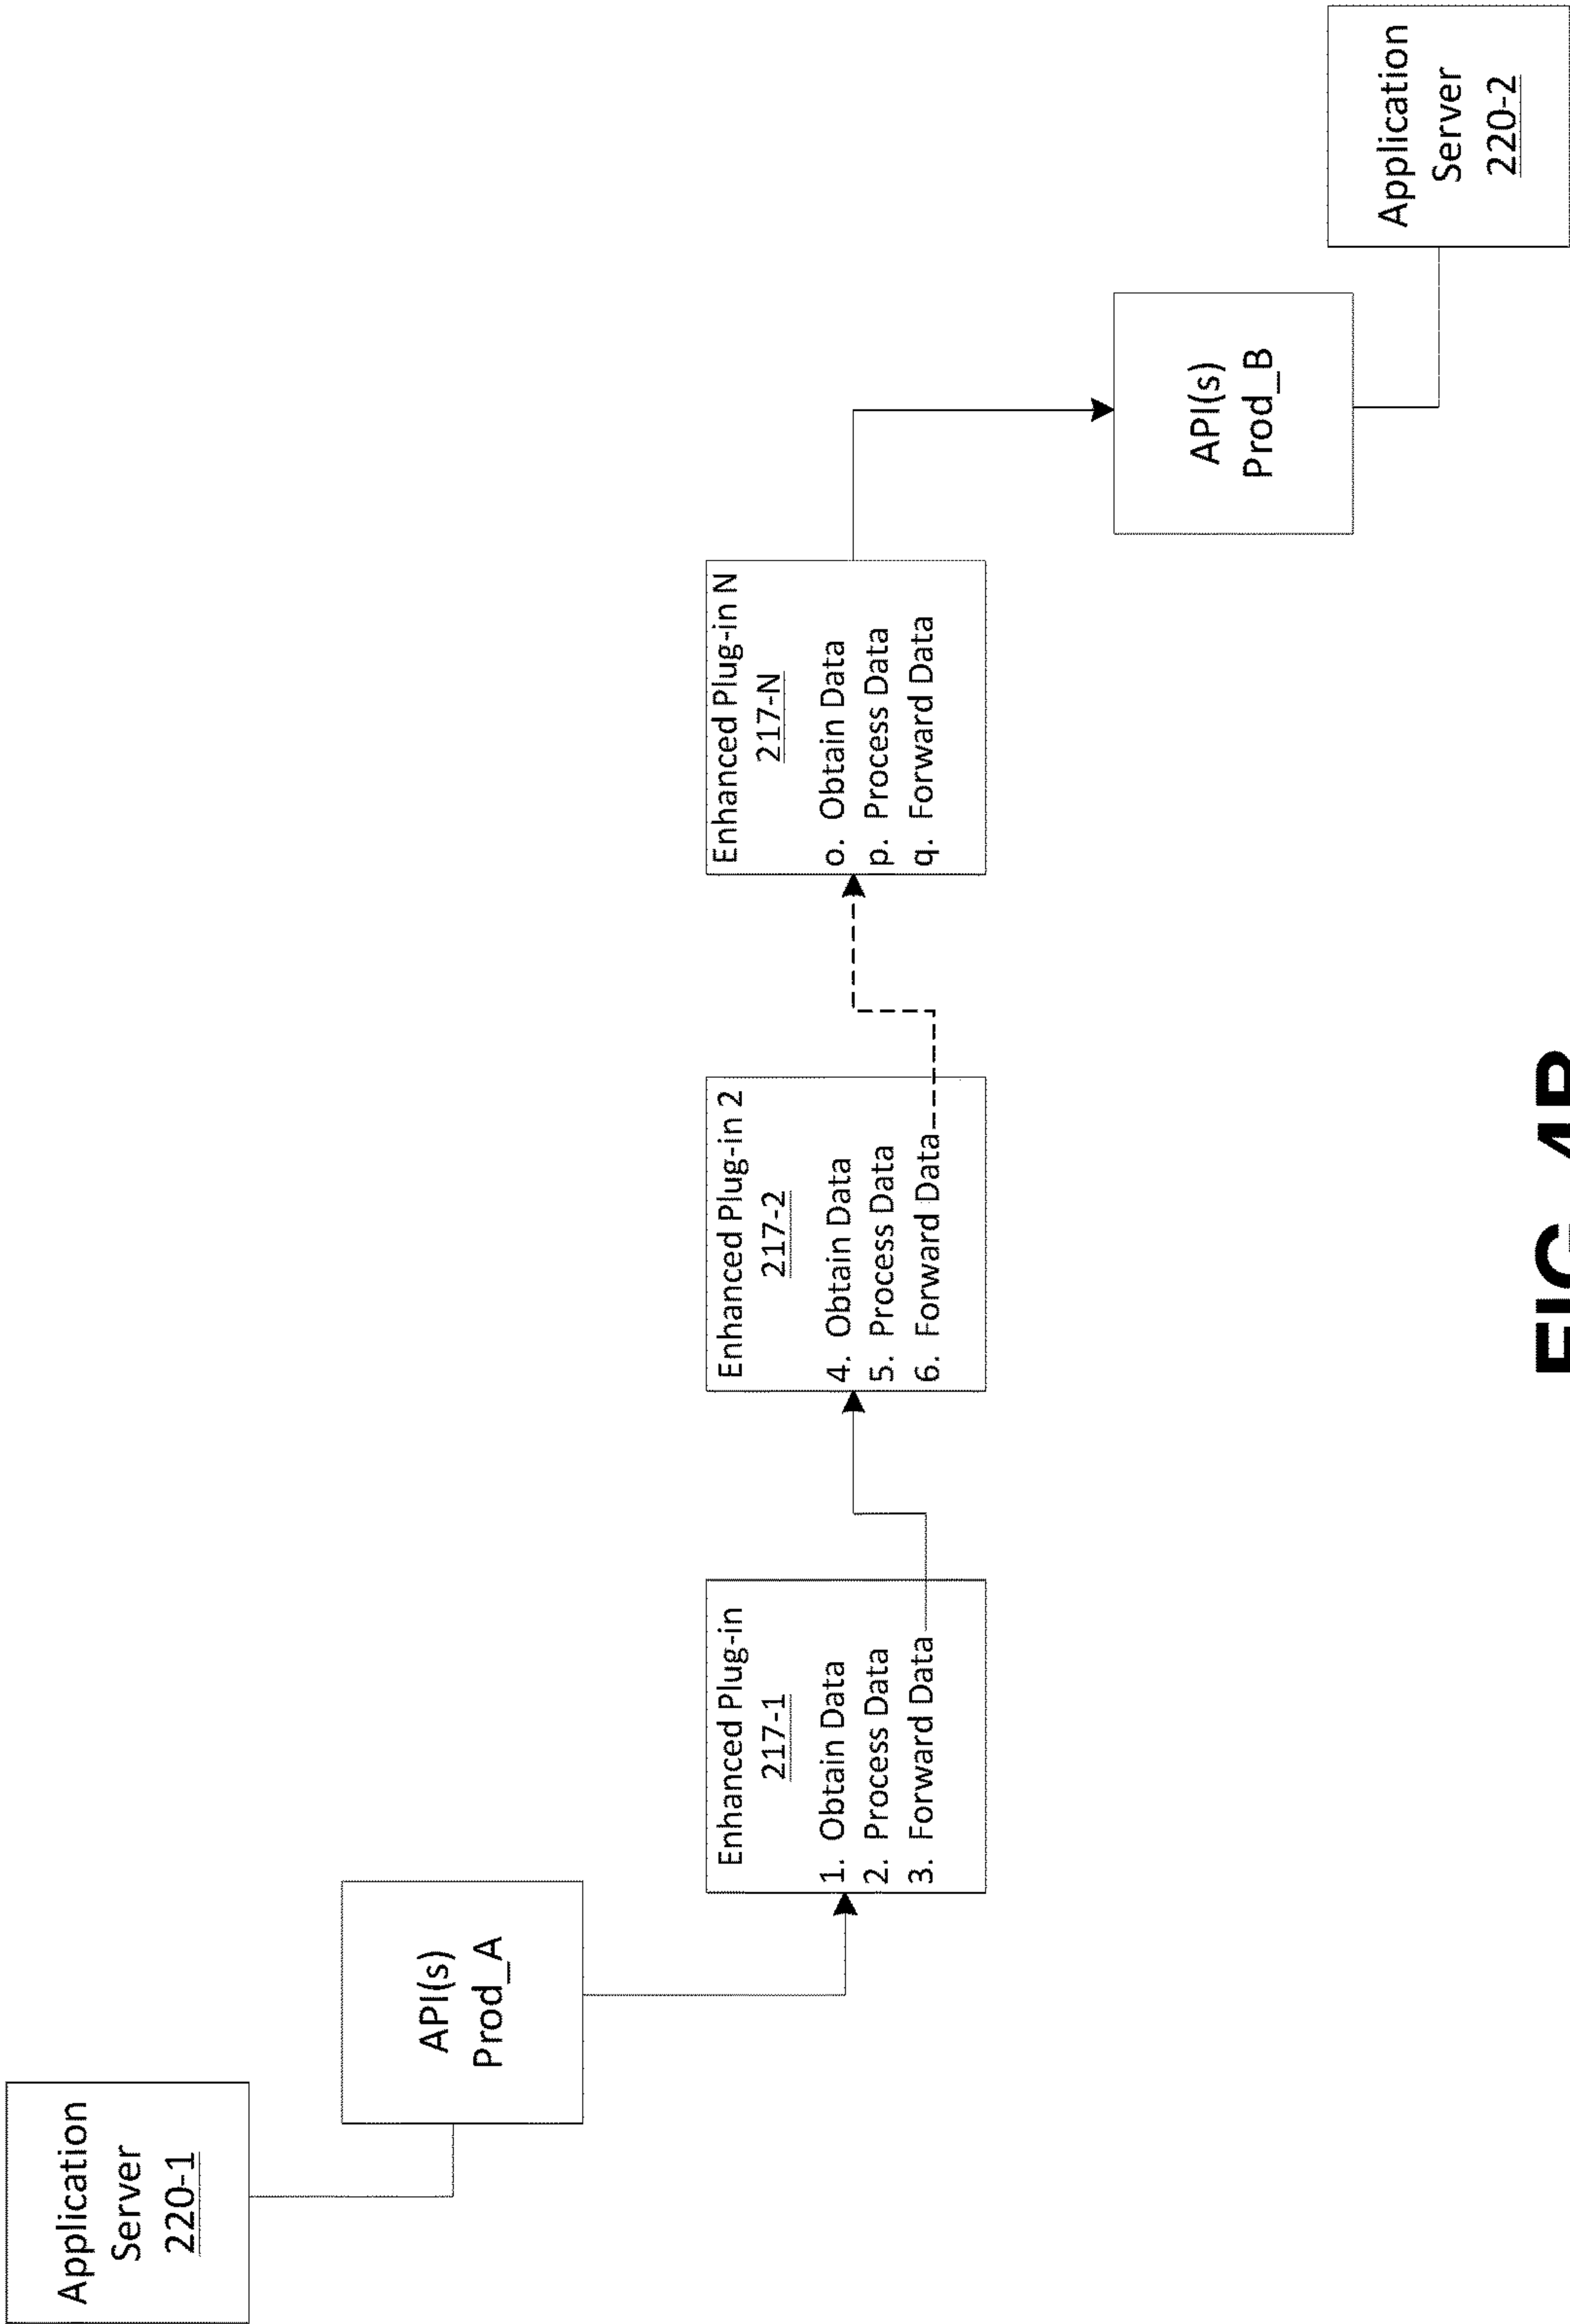 Application
Server
220-1
API(s)
Prod_A
Enhanced Plug-in
217-1
1. Obtain Data
2. Process Data
3. Forward Data
Enhanced Plug-in 2
217-2
4. Obtain Data
5. Process Data
6. Forward Data
Enhanced Plug-in N
217-N
o. Obtain Data
p. Process Data
q. Forward Data
API(s)
Prod_B
Application
Server
220-2
FIG. 4B